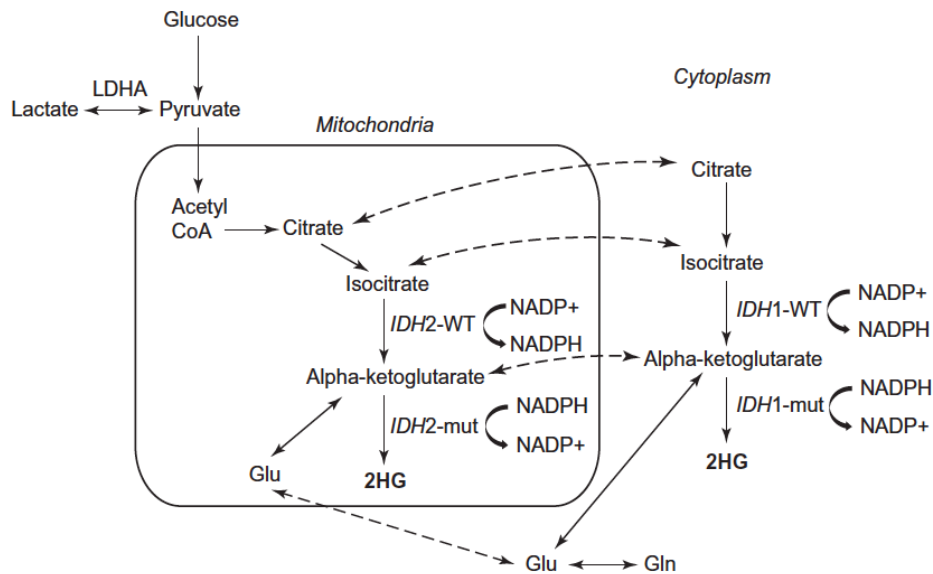 Glucose
Cytoplasm
LDHA
Lactate
Pyruvate
Mitochondria
Citrate
Acetyl
CoA
Citrate
Isocitrate
Isocitrate
IDH2-WT
NADP+
NADPH
IDH1-WT
NADP+
NADPH
Alpha-ketoglutarate
Alpha-ketoglutarate
IDH2-mut
NADPH
NADP+
IDH1-mut
NADPH
NADP+
Glu
2HG
2HG
Glu
Gln